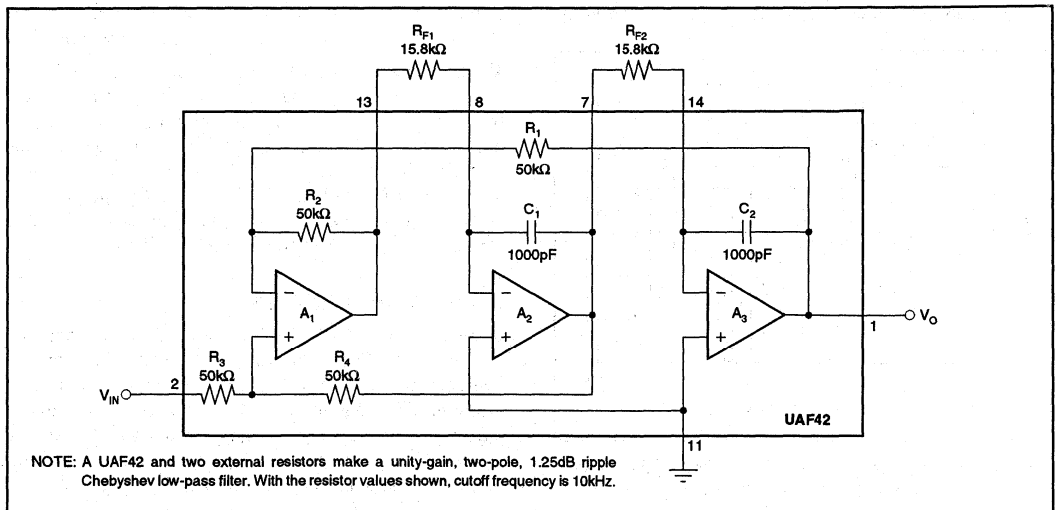 RF1
15.8kΩ
RF2
15.8kΩ
13
8
7
14
R1
50kΩ
R2
50kΩ
C1
1000pF
C2
1000pF
–
A1
+
–
A2
+
–
A3
+
1
VO
R3
50kΩ
R4
50kΩ
VIN
2
UAF42
11
NOTE: A UAF42 and two external resistors make a unity-gain, two-pole, 1.25dB ripple
Chebyshev low-pass filter. With the resistor values shown, cutoff frequency is 10kHz.